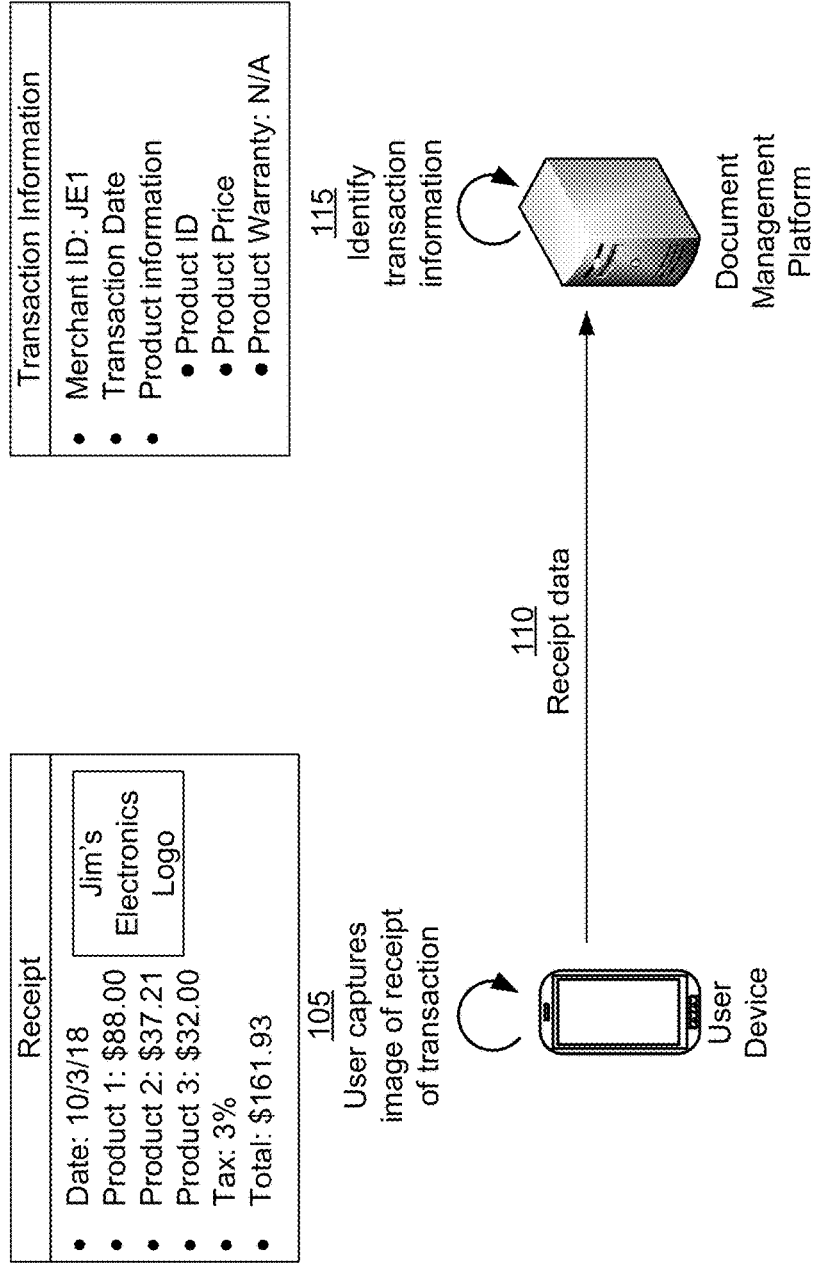 Receipt
• Date: 10/3/18
• Product 1: $88.00
• Product 2: $37.21
• Product 3: $32.00
• Tax: 3%
• Total: $161.93
Jim's
Electronics
Logo
105
User captures
image of receipt
of transaction
User
Device
110
Receipt data
Transaction Information
• Merchant ID: JE1
• Transaction Date
• Product information
• Product ID
• Product Price
• Product Warranty: N/A
115
Identify
transaction
information
Document
Management
Platform